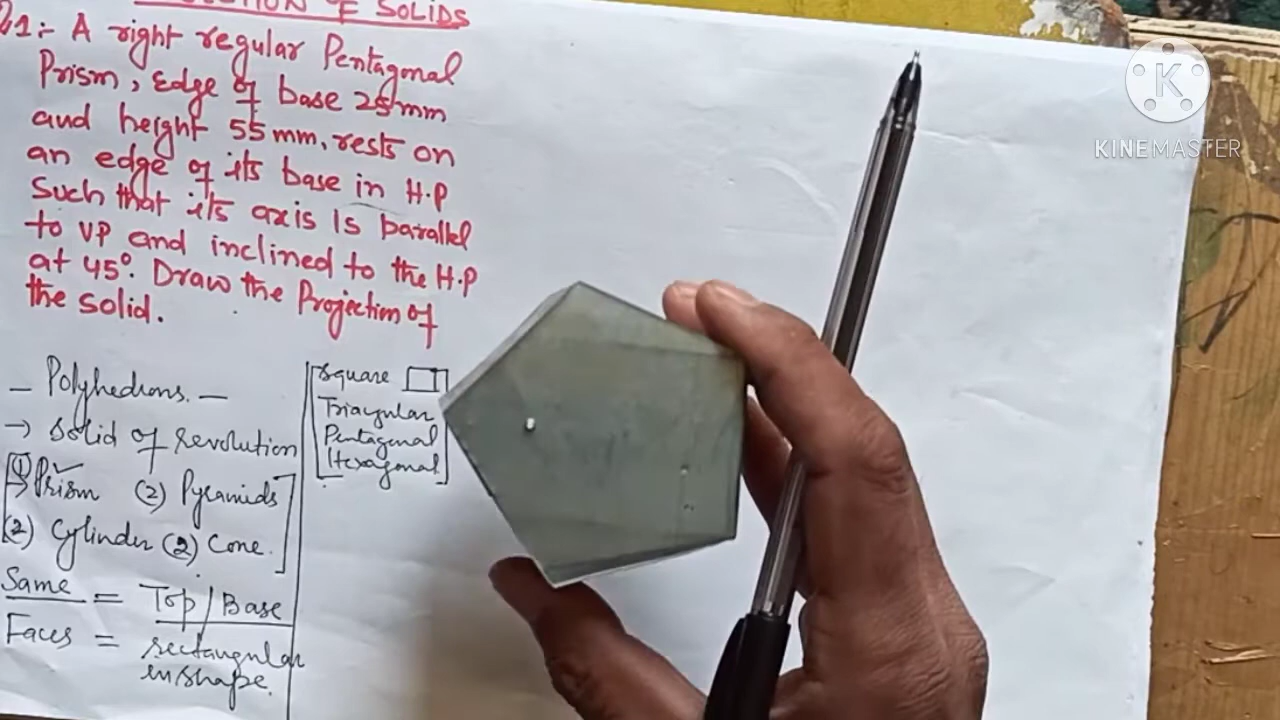 OF SOLIDS
Q1:- A right regular Pentagonal
Prism, Edge of base 25mm
and height 55mm, rests on
an edge of its base in H.P
Such that its axis is parallel
to VP and inclined to the H.P
at 45°. Draw the Projection of
the solid.
- Polyhedrons. -
→ Solid of revolution
(1) Prism (2) Pyramids
(2) Cylinder (2) Cone.
Same = Top/Base
Faces = rectangular
in shape.
Square
Triangular
Pentagonal
Hexagonal
K
KINEMASTER